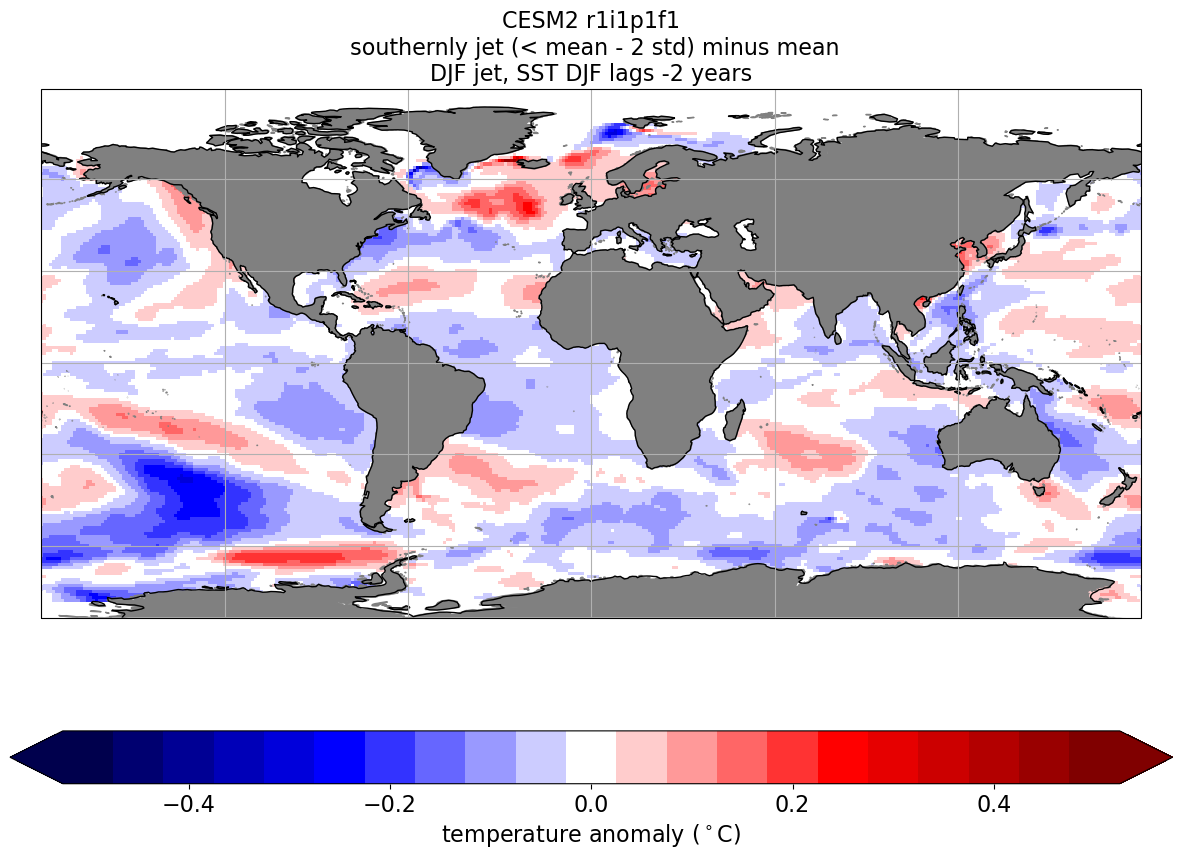 CESM2 r1i1p1f1
southernly jet (< mean - 2 std) minus mean
DJF jet, SST DJF lags -2 years
−0.4 −0.2 0.0 0.2 0.4
temperature anomaly (°C)